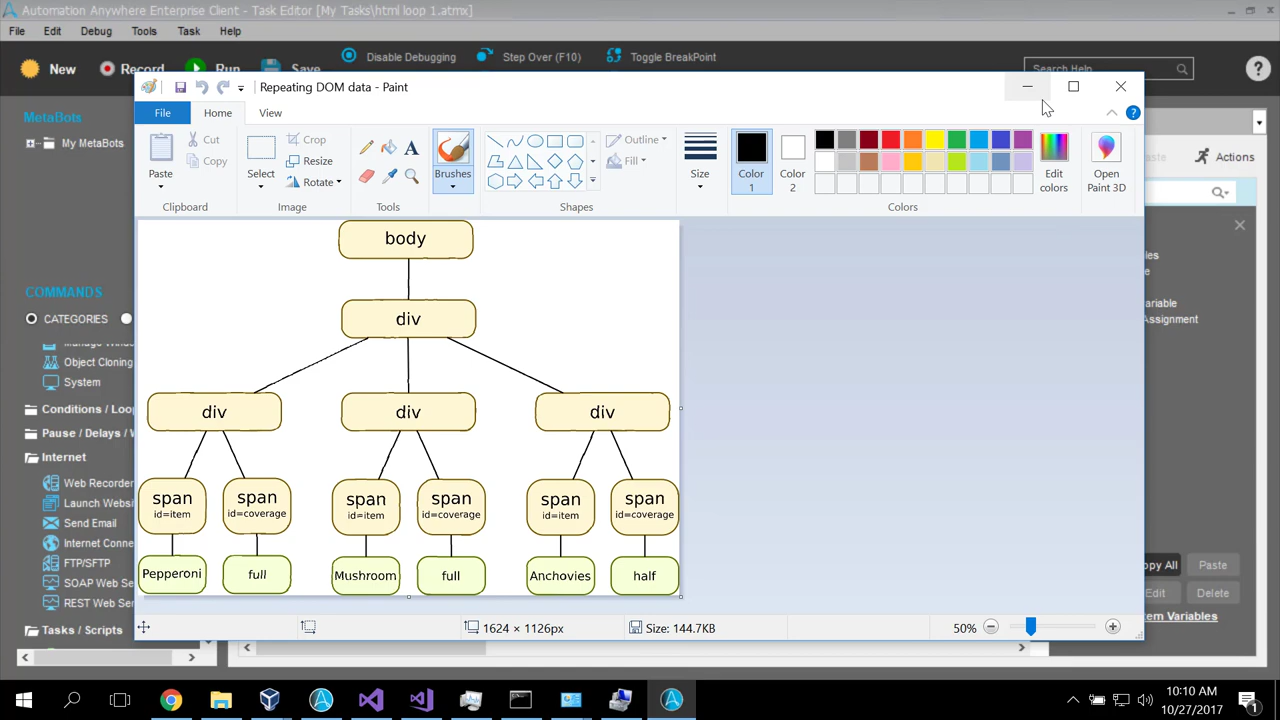 Automation Anywhere Enterprise Client - Task Editor [My Tasks\html loop 1.atmx]
File Edit Debug Tools Task Help
New Record Run Save Disable Debugging Step Over (F10) Toggle BreakPoint Search Help...
Repeating DOM data - Paint
File Home View
MetaBots
My MetaBots
Paste Cut Copy
Clipboard
Select Crop Resize Rotate
Image
Tools
Brushes
Shapes
Outline Fill
Size
Color 1
Color 2
Colors
Edit colors
Open Paint 3D
Actions
body
div
div div div
span id=item
span id=coverage
span id=item
span id=coverage
span id=item
span id=coverage
Pepperoni full Mushroom full Anchovies half
COMMANDS
CATEGORIES
Object Cloning
System
Conditions / Loo
Pause / Delays / W
Internet
Web Recorder
Launch Websi
Send Email
Internet Conne
FTP/SFTP
SOAP Web Se
REST Web Ser
Tasks / Scripts
les
ariable
Assignment
opy All Paste
Edit Delete
tem Variables
1624 × 1126px Size: 144.7KB 50%
10:10 AM
10/27/2017
1